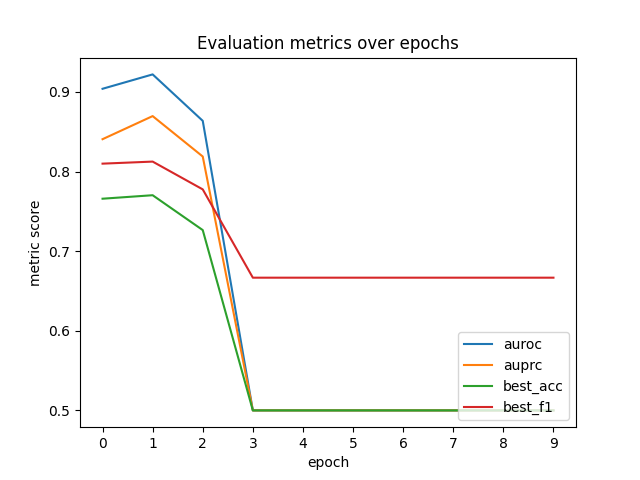 Evaluation metrics over epochs
metric score
0.9
0.8
0.7
0.6
0.5
auroc
auprc
best_acc
best_f1
0 1 2 3 4 5 6 7 8 9
epoch